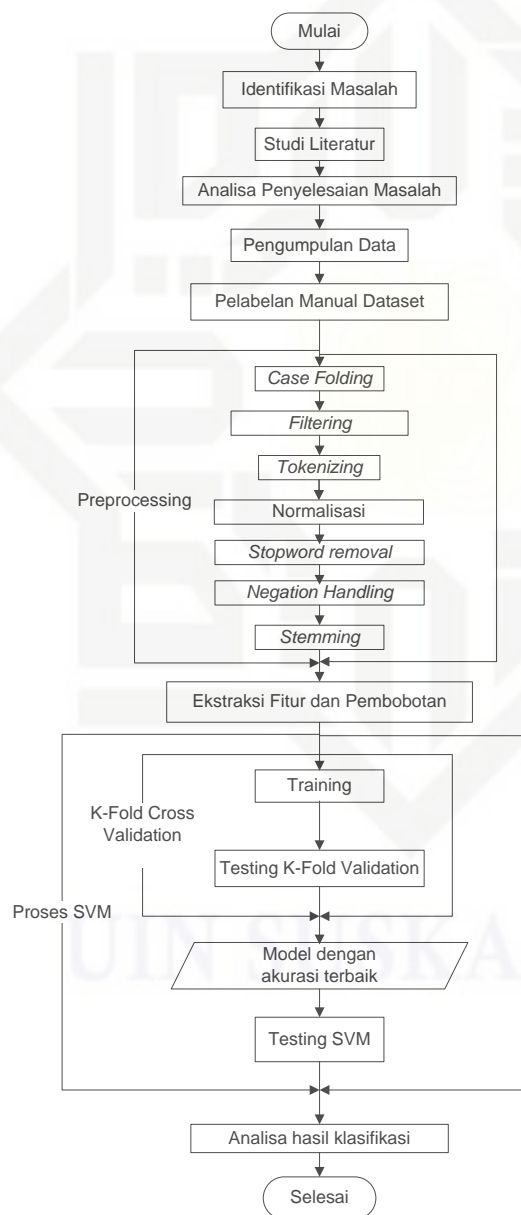 Mulai
Identifikasi Masalah
Studi Literatur
Analisa Penyelesaian Masalah
Pengumpulan Data
Pelabelan Manual Dataset
Preprocessing
Case Folding
Filtering
Tokenizing
Normalisasi
Stopword removal
Negation Handling
Stemming
Ekstraksi Fitur dan Pembobotan
Proses SVM
K-Fold Cross
Validation
Training
Testing K-Fold Validation
Model dengan
akurasi terbaik
Testing SVM
Analisa hasil klasifikasi
Selesai
UIN SUSKA